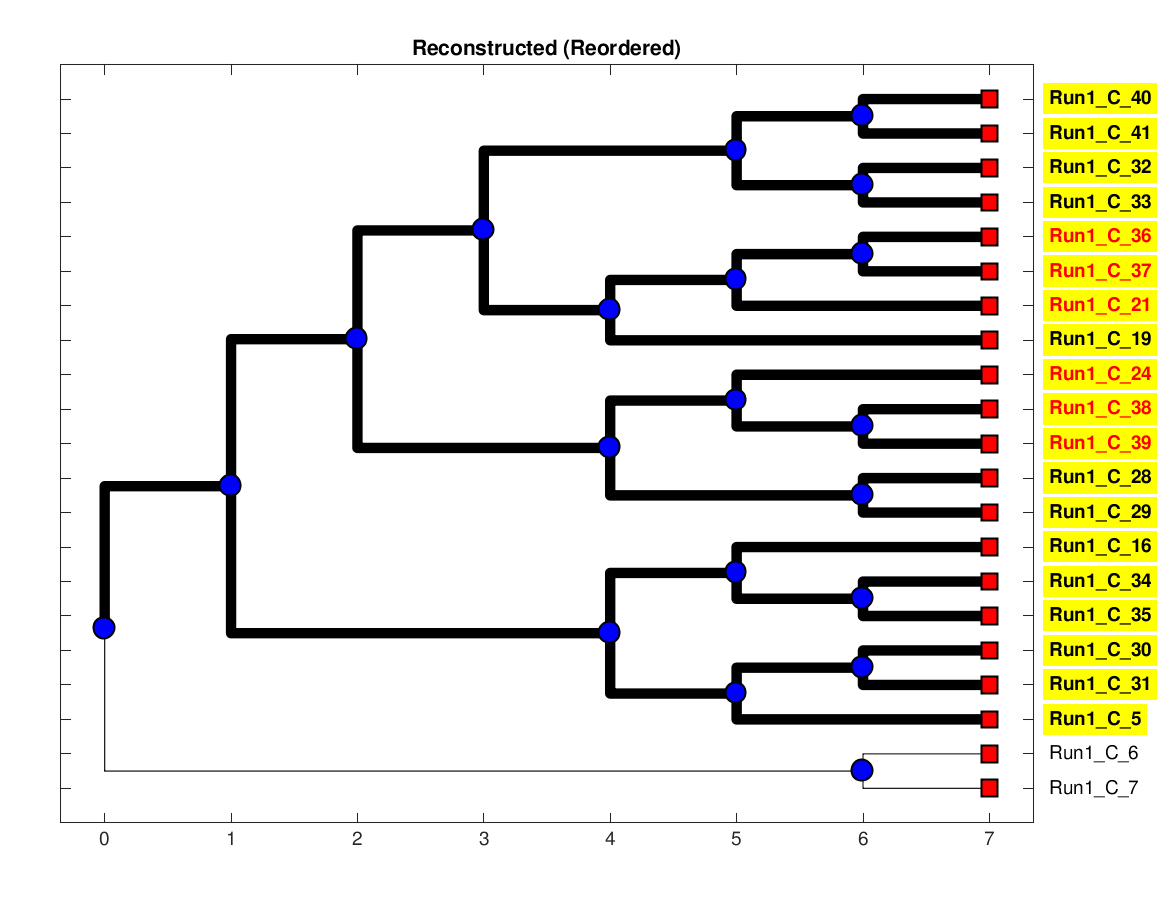 Reconstructed (Reordered)
Run1_C_40
Run1_C_41
Run1_C_32
Run1_C_33
Run1_C_36
Run1_C_37
Run1_C_21
Run1_C_19
Run1_C_24
Run1_C_38
Run1_C_39
Run1_C_28
Run1_C_29
Run1_C_16
Run1_C_34
Run1_C_35
Run1_C_30
Run1_C_31
Run1_C_5
Run1_C_6
Run1_C_7
0 1 2 3 4 5 6 7